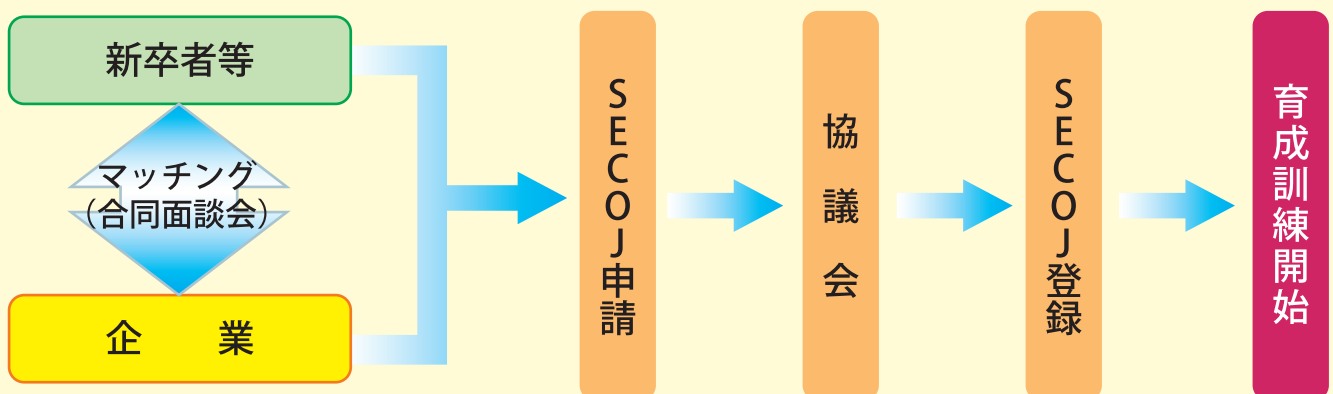 新卒者等
マッチング
（合同面談会）
企　業
SECOJ申請
協議会
SECOJ登録
育成訓練開始